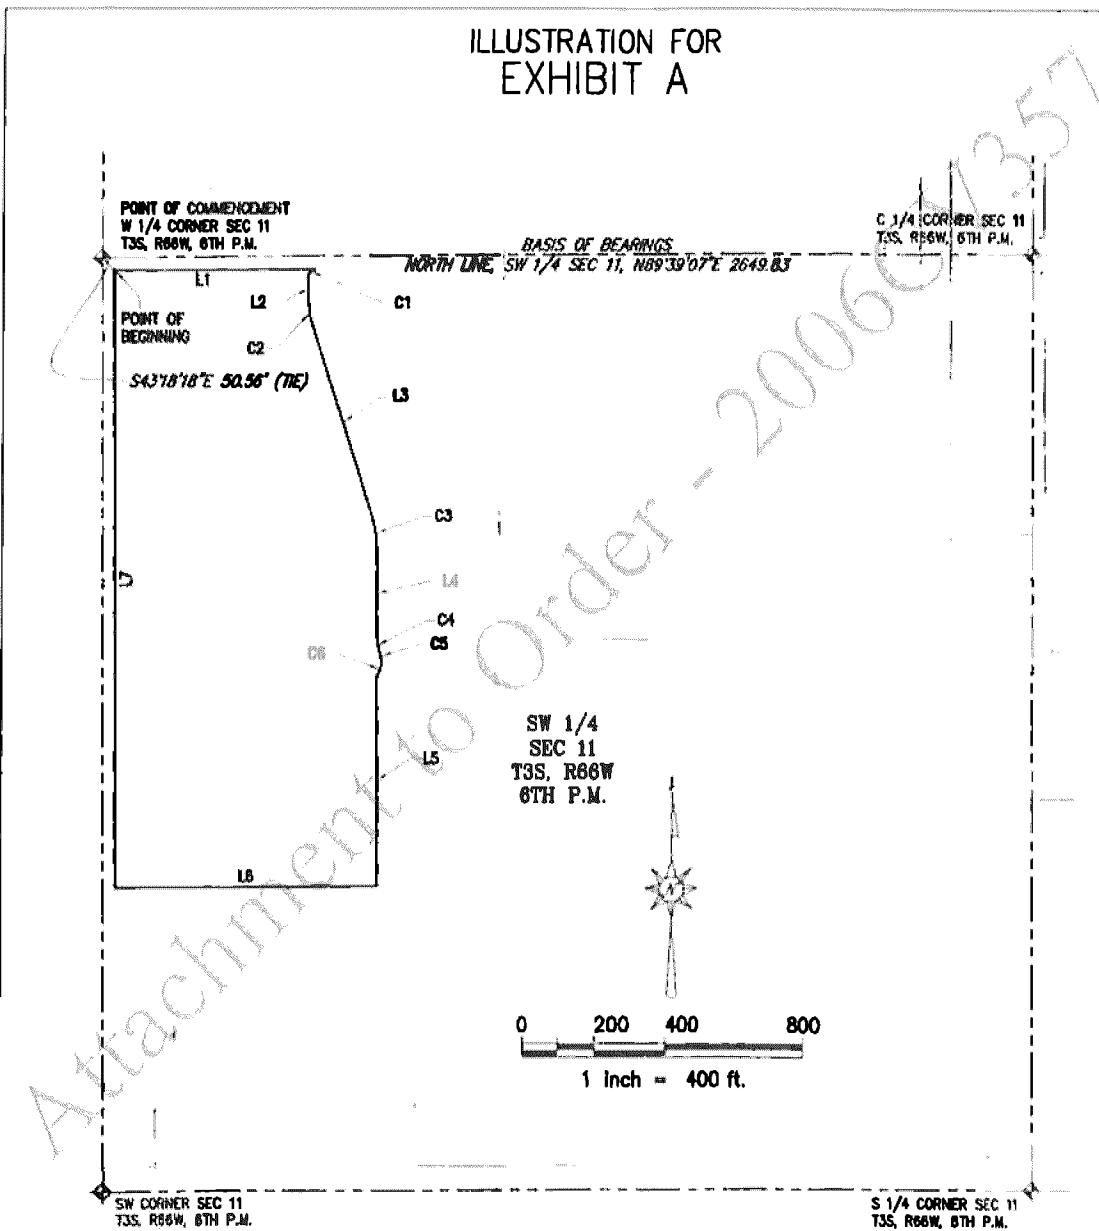 ILLUSTRATION FOR
EXHIBIT A
POINT OF COMMENCEMENT
W 1/4 CORNER SEC 11
T3S, R66W, 6TH P.M.
C 1/4 CORNER SEC 11
T3S, R66W, 6TH P.M.
BASIS OF BEARINGS
NORTH LINE, SW 1/4 SEC 11, N89°39'07"E 2649.83
L1
L2
C1
POINT OF
BEGINNING
C2
S43°18'18"E 50.56' (TIE)
L3
C3
L7
L4
C4
C5
C6
SW 1/4
SEC 11
T3S, R66W
6TH P.M.
L5
L6
N
0 200 400 800
1 inch = 400 ft.
SW CORNER SEC 11
T3S, R66W, 6TH P.M.
S 1/4 CORNER SEC 11
T3S, R66W, 6TH P.M.
Attachment to Order - 2006CV357